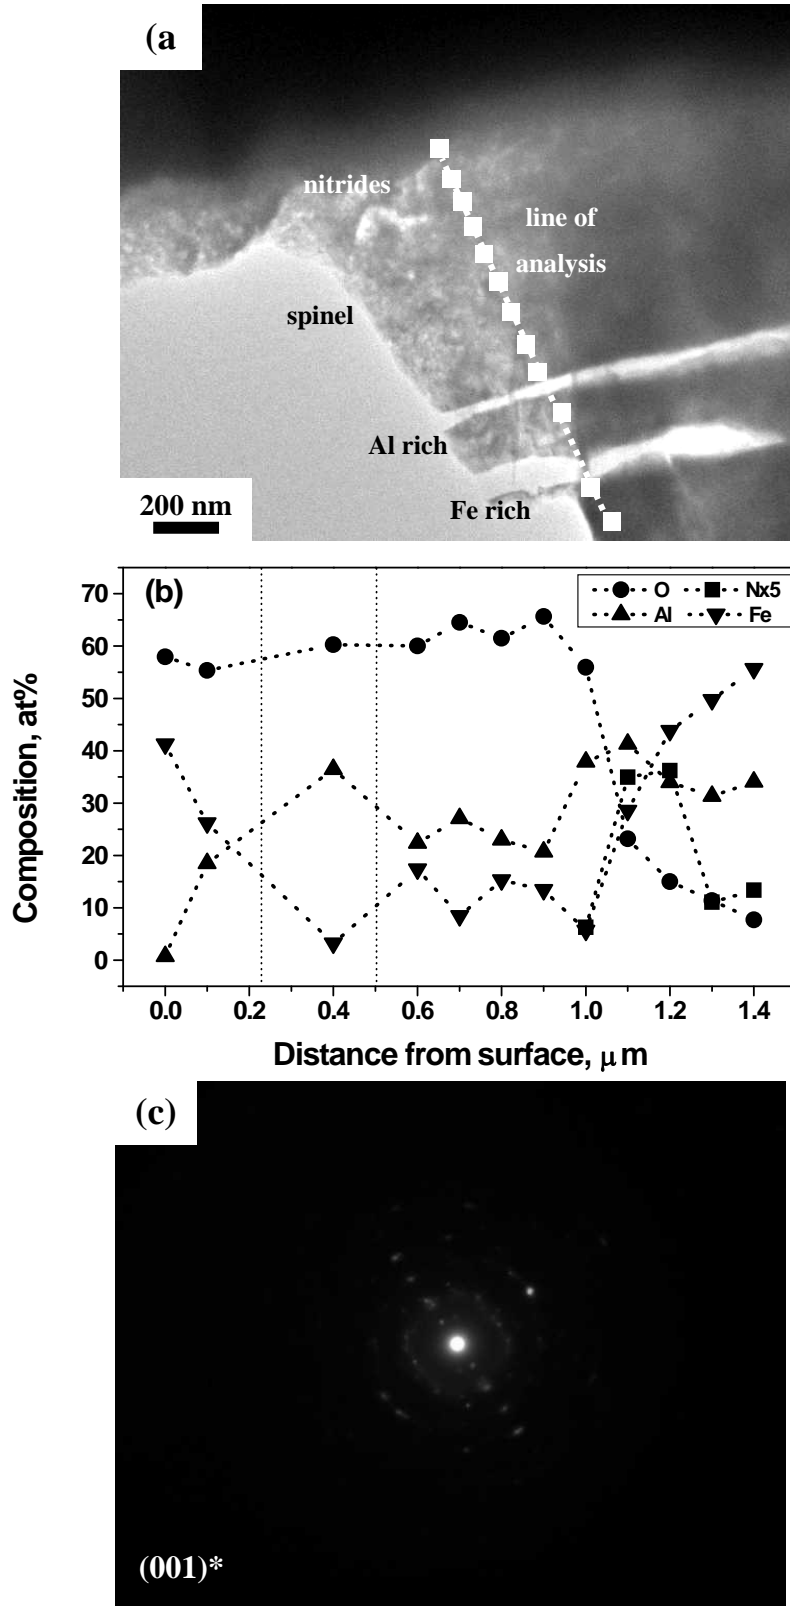 (a
nitrides
line of
analysis
spinel
Al rich
Fe rich
200 nm
(b)
O
Nx5
Al
Fe
70
60
50
40
30
20
10
0
Composition, at%
0.0
0.2
0.4
0.6
0.8
1.0
1.2
1.4
Distance from surface, μm
(c)
(001)*